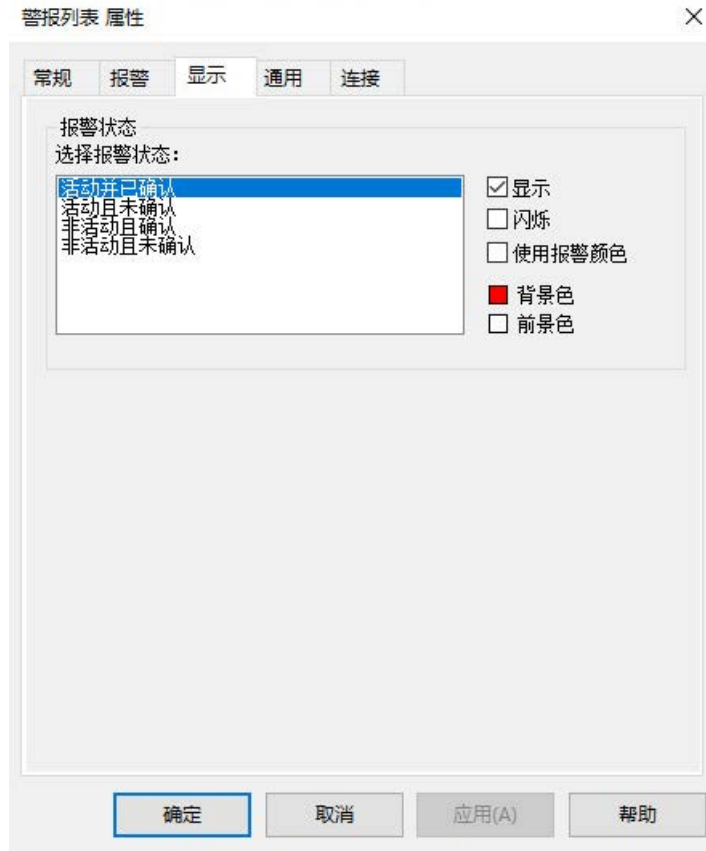 警报列表 属性
常规 报警 显示 通用 连接
报警状态
选择报警状态：
活动并已确认
活动且未确认
非活动且确认
非活动且未确认
显示
闪烁
使用报警颜色
背景色
前景色
确定 取消 应用(A) 帮助